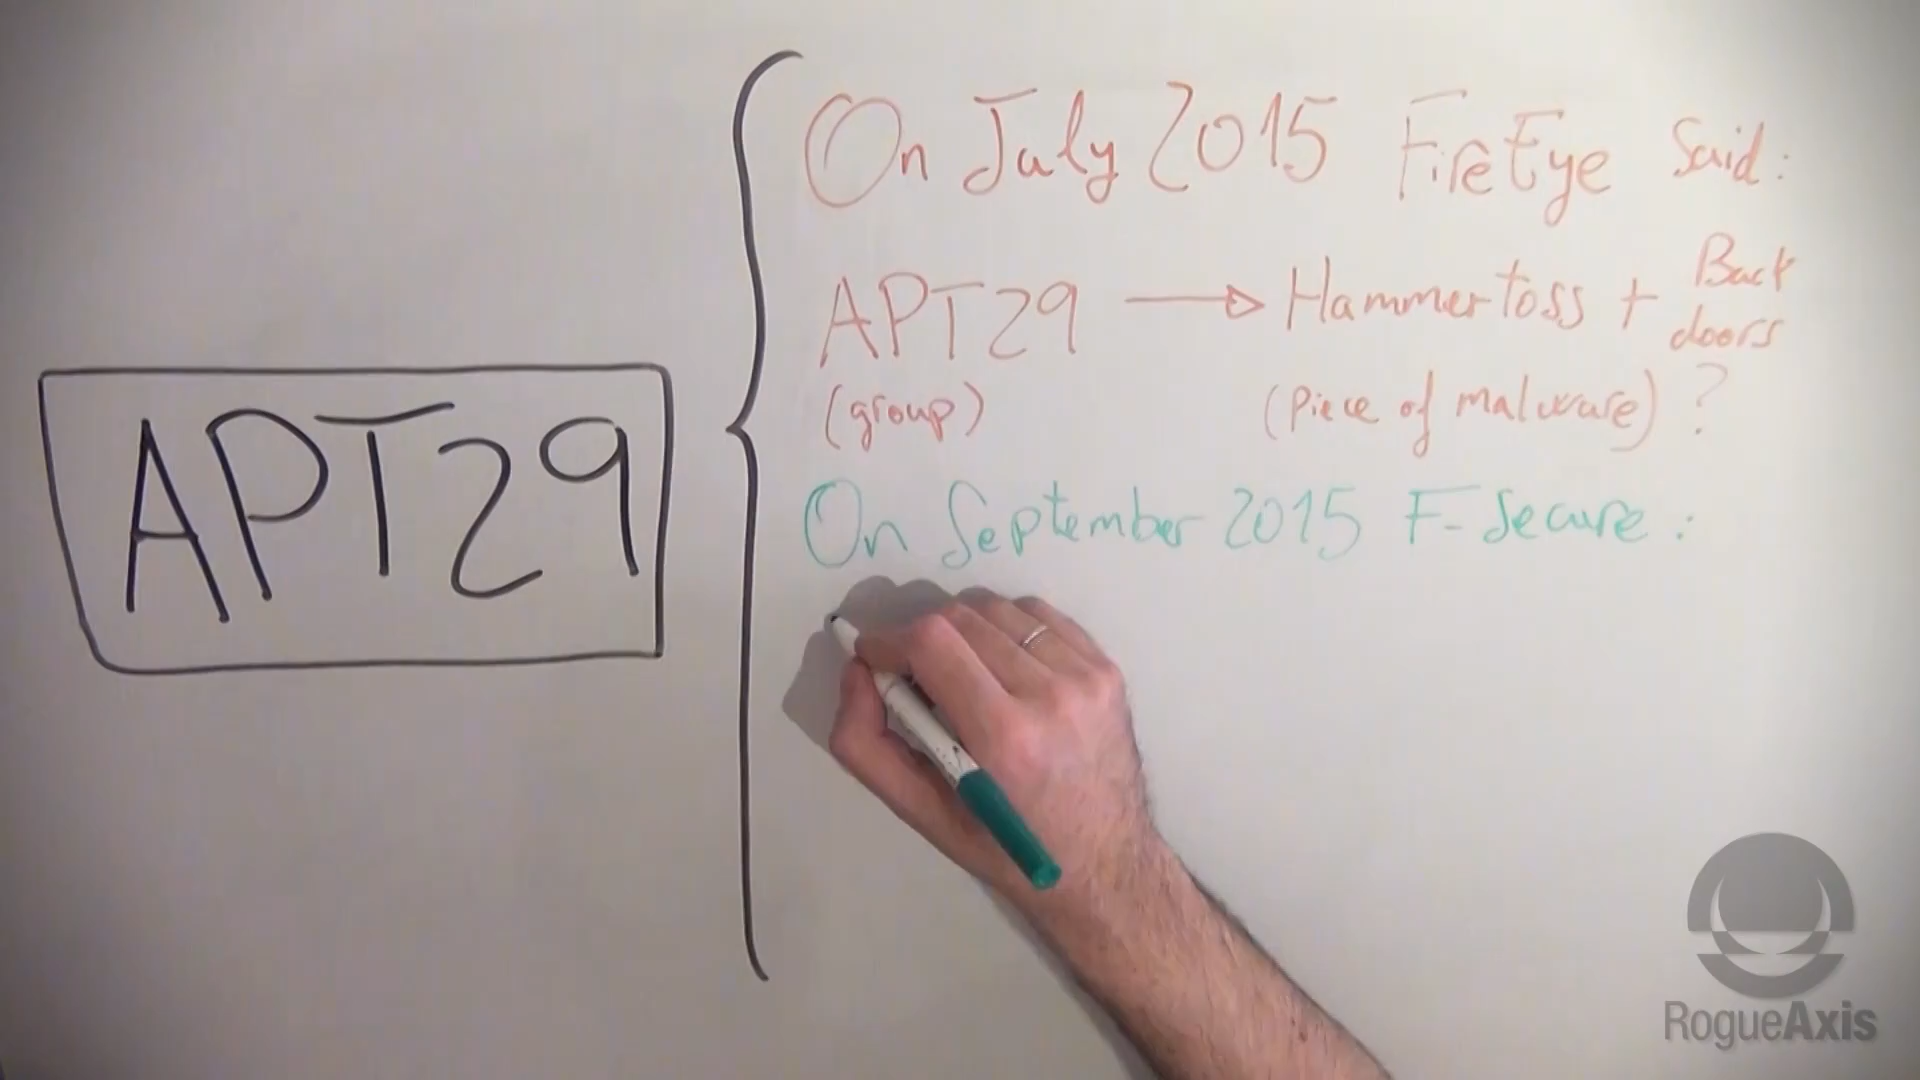 APT29
On July 2015 FireEye Said:
APT29 → Hammertoss + Back doors
(group) (piece of malware) ?
On September 2015 F-Secure:
RogueAxis